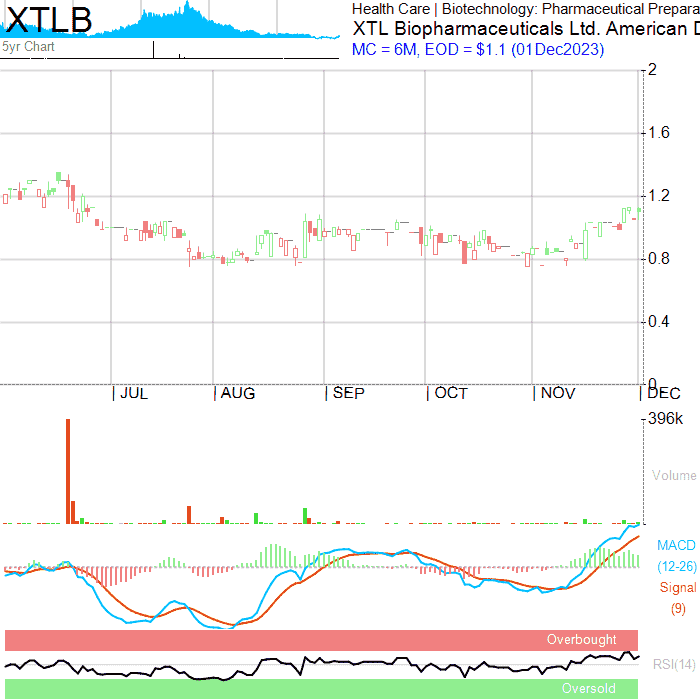 XTLB
5yr Chart
Health Care | Biotechnology: Pharmaceutical Prepara
XTL Biopharmaceuticals Ltd. American D
MC = 6M, EOD = $1.1 (01Dec2023)
2
1.6
1.2
0.8
0.4
0
| JUL | AUG | SEP | OCT | NOV | DEC
396k
Volume
MACD
(12-26)
Signal
(9)
Overbought
RSI(14)
Oversold